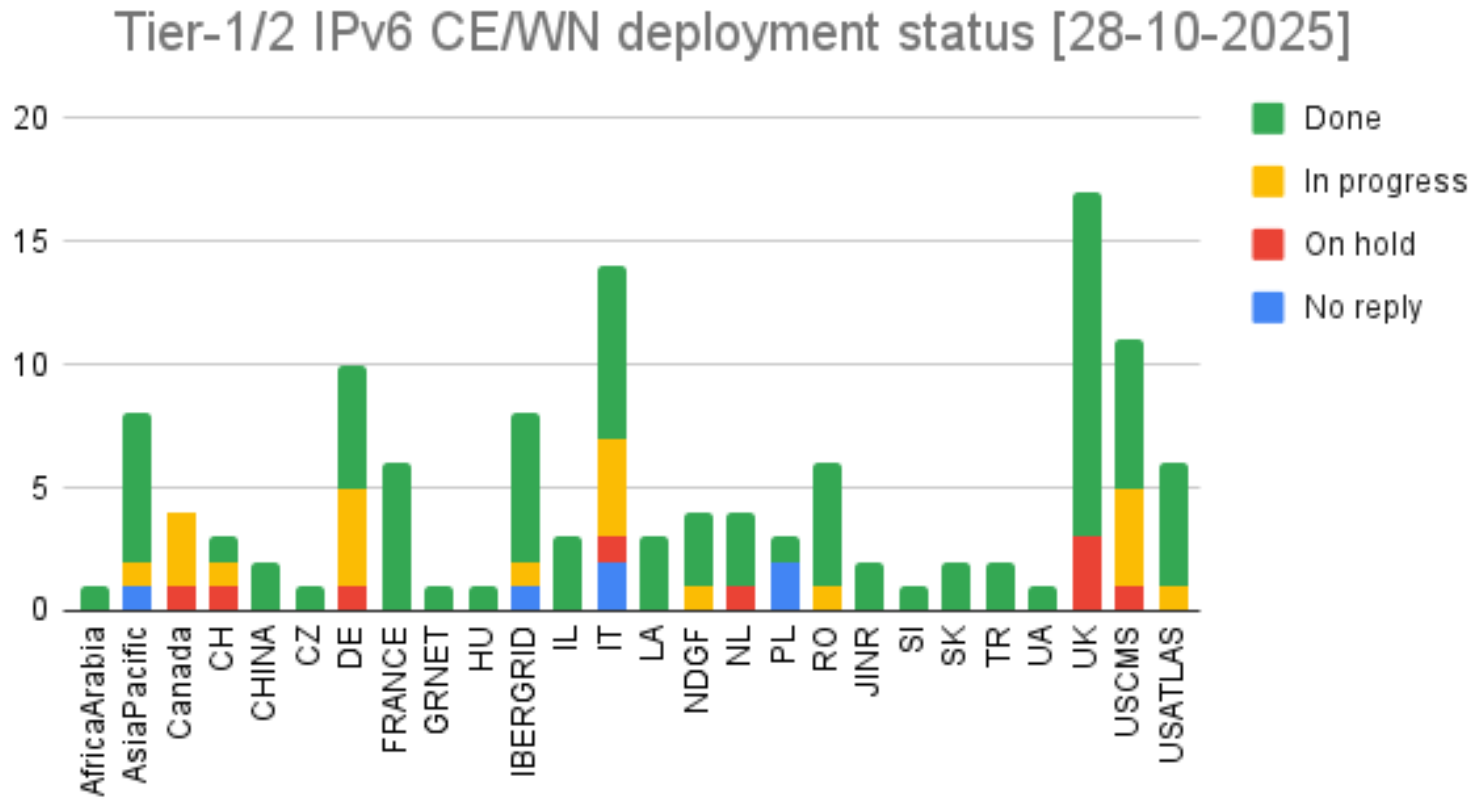 Tier-1/2 IPv6 CE/WN deployment status [28-10-2025]
20
15
10
5
0
Done
In progress
On hold
No reply
AfricaArabia
AsiaPacific
Canada
CH
CHINA
CZ
DE
FRANCE
GRNET
HU
IBERGRID
IL
IT
LA
NDGF
NL
PL
RO
JINR
SI
SK
TR
UA
UK
USCMS
USATLAS